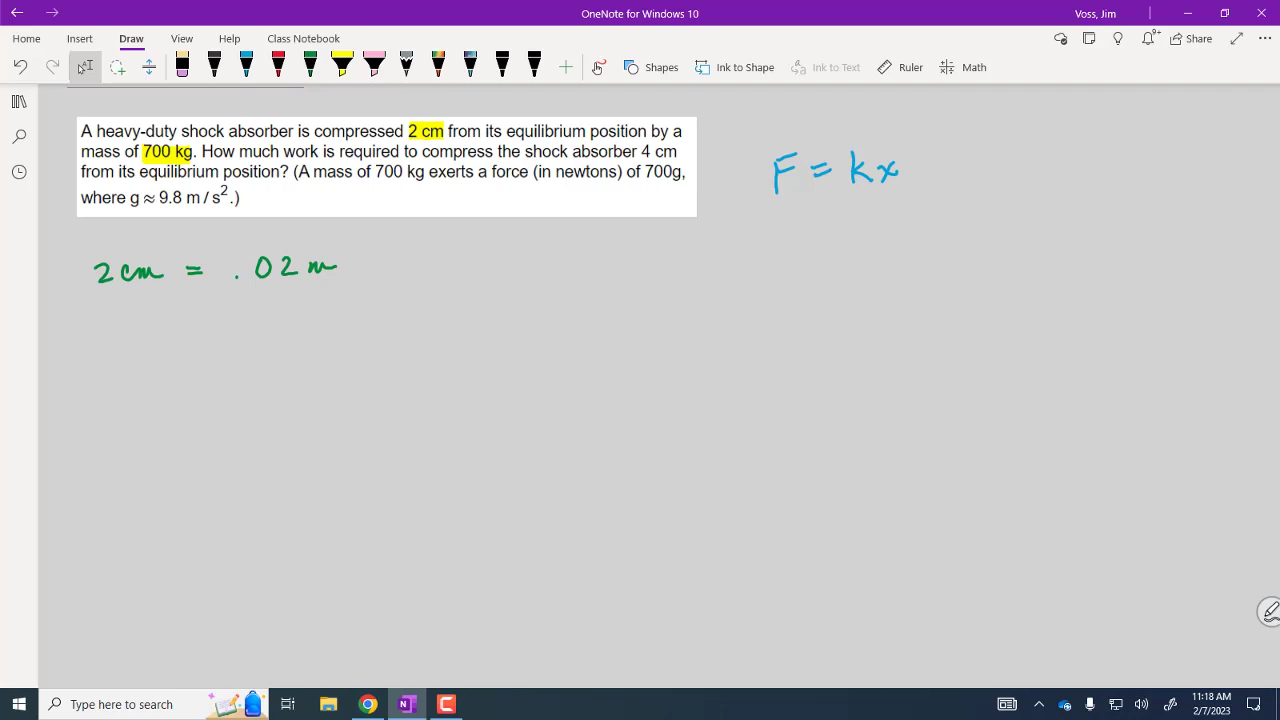 OneNote for Windows 10
Voss, Jim
Home Insert Draw View Help Class Notebook
Share
Shapes Ink to Shape Ink to Text Ruler Math
A heavy-duty shock absorber is compressed 2 cm from its equilibrium position by a
mass of 700 kg. How much work is required to compress the shock absorber 4 cm
from its equilibrium position? (A mass of 700 kg exerts a force (in newtons) of 700g,
where g ≈ 9.8 m / s².)
F = kx
2 cm = .02 m
Type here to search
N
C
11:18 AM
2/7/2023